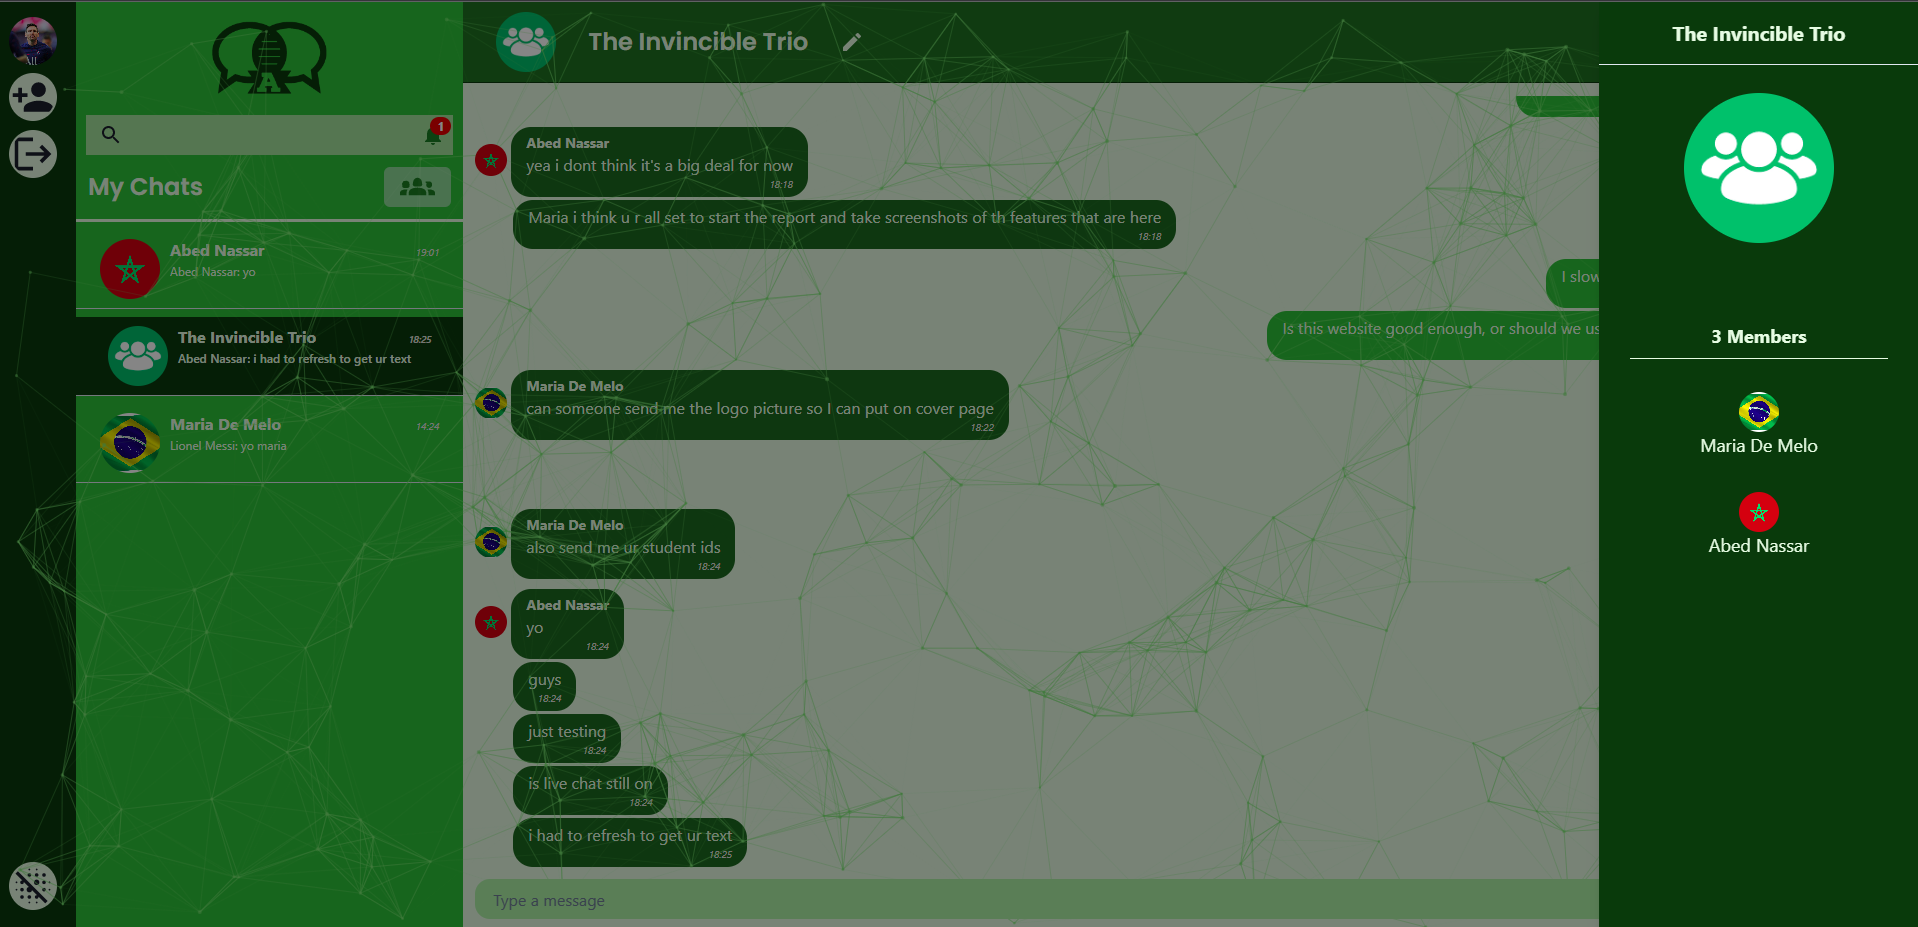 All
A
1
My Chats
Abed Nassar
19:01
Abed Nassar: yo
The Invincible Trio
18:25
Abed Nassar: i had to refresh to get ur text
Maria De Melo
14:24
Lionel Messi: yo maria
The Invincible Trio
Abed Nassar
yea i dont think it's a big deal for now
18:18
Maria i think u r all set to start the report and take screenshots of th features that are here
18:18
I slow
Is this website good enough, or should we us
Maria De Melo
can someone send me the logo picture so I can put on cover page
18:22
Maria De Melo
also send me ur student ids
18:24
Abed Nassar
yo
18:24
guys
18:24
just testing
18:24
is live chat still on
18:24
i had to refresh to get ur text
18:25
Type a message
The Invincible Trio
3 Members
Maria De Melo
Abed Nassar